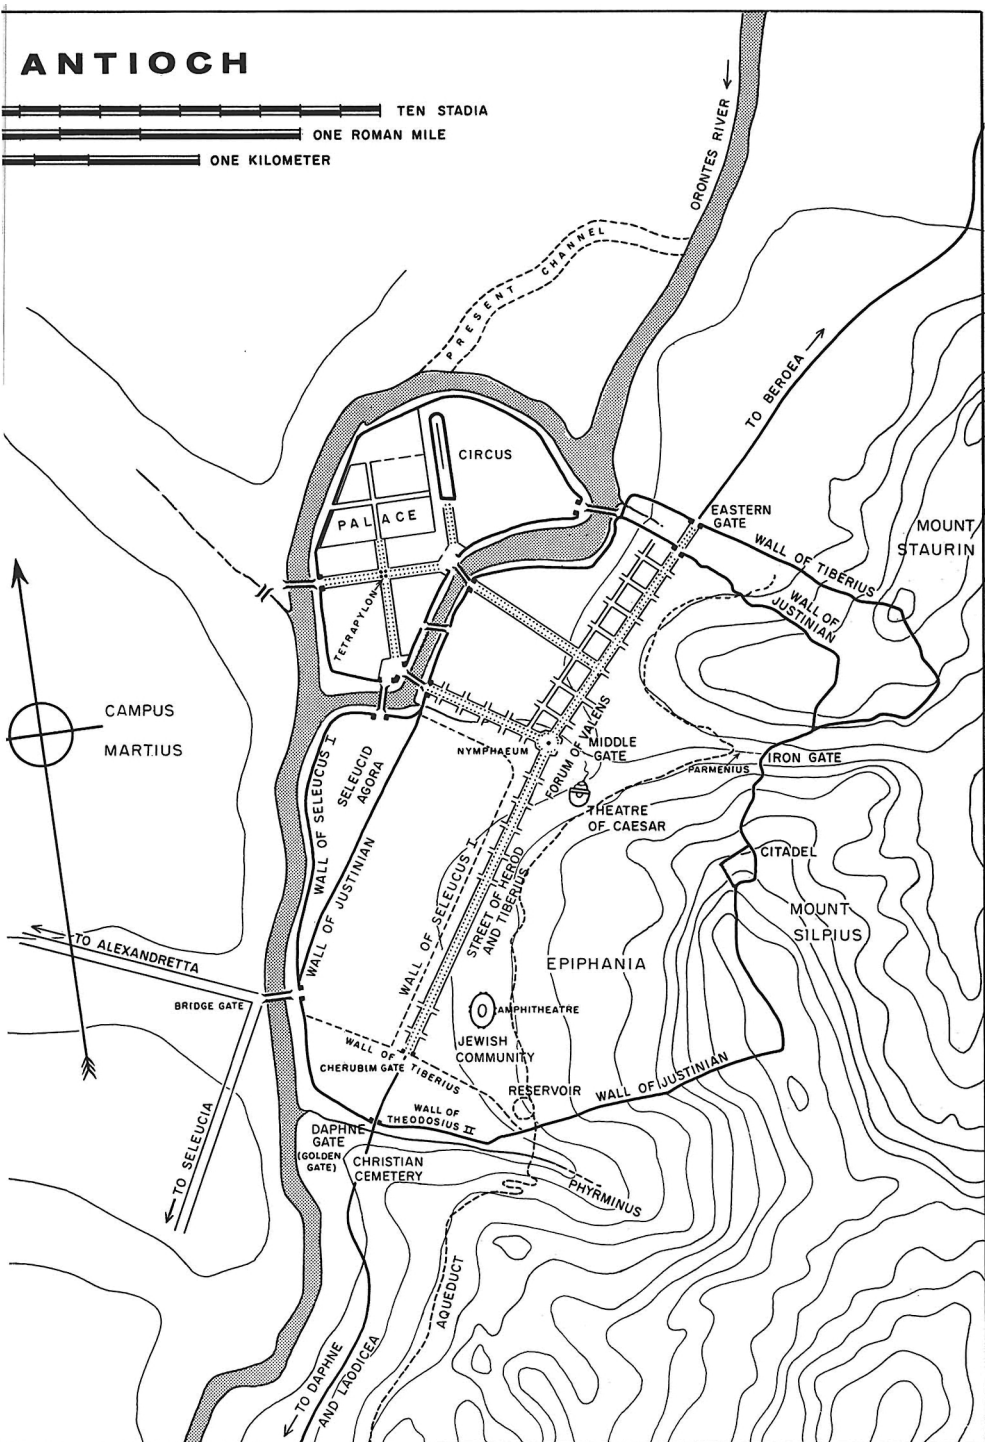 ANTIOCH
TEN STADIA
ONE ROMAN MILE
ONE KILOMETER
ORONTES RIVER
PRESENT CHANNEL
TO BEROEA
CIRCUS
PALACE
TETRAPYLON
EASTERN
GATE
MOUNT
STAURIN
WALL OF TIBERIUS
WALL OF
JUSTINIAN
CAMPUS
MARTIUS
WALL OF SELEUCUS I
SELEUCID
AGORA
NYMPHAEUM
FORUM OF VALENS
MIDDLE
GATE
PARMENIUS
IRON GATE
THEATRE
OF CAESAR
CITADEL
MOUNT
SILPIUS
WALL OF JUSTINIAN
WALL OF SELEUCUS I
STREET OF HEROD
AND TIBERIUS
EPIPHANIA
TO ALEXANDRETTA
BRIDGE GATE
AMPHITHEATRE
JEWISH
COMMUNITY
WALL OF TIBERIUS
CHERUBIM GATE
RESERVOIR
WALL OF JUSTINIAN
WALL OF
THEODOSIUS II
DAPHNE
GATE
(GOLDEN
GATE)
CHRISTIAN
CEMETERY
PHYRMINUS
TO SELEUCIA
AQUEDUCT
TO DAPHNE
AND LAODICEA